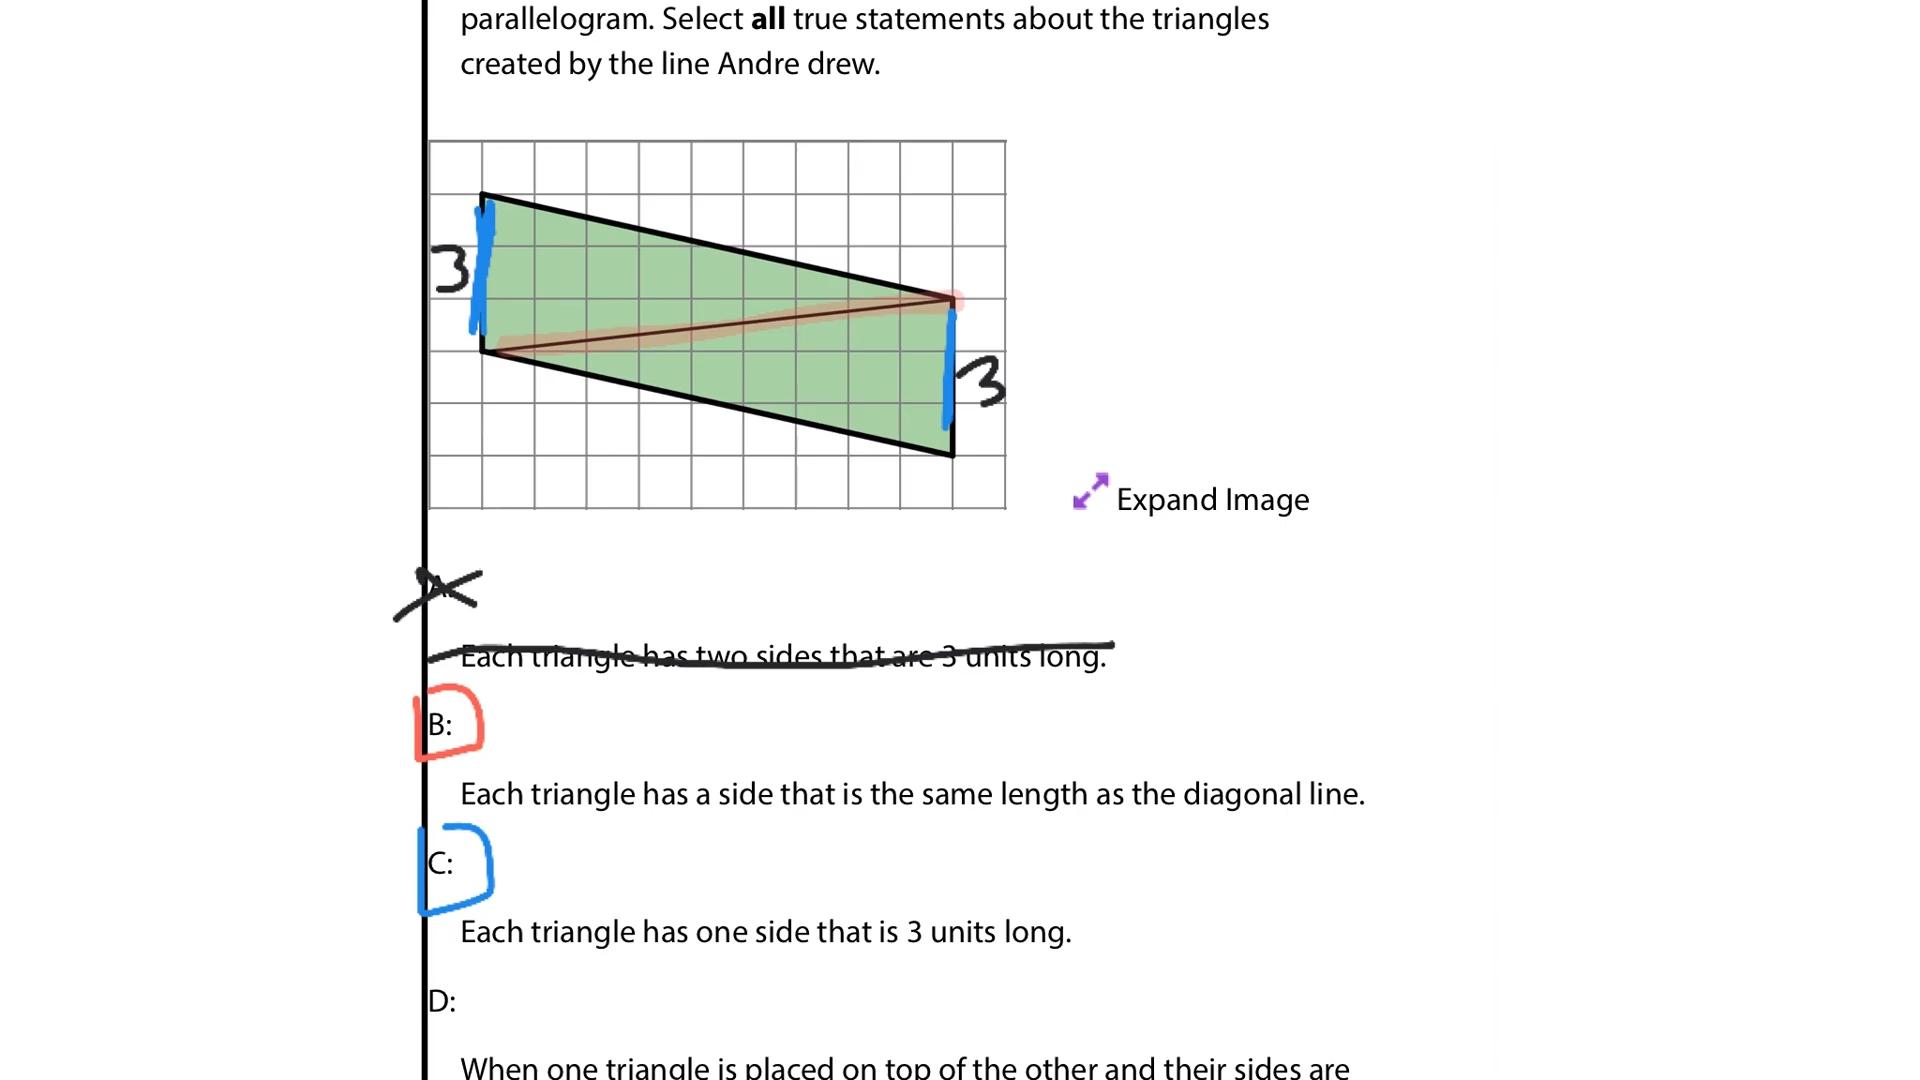 parallelogram. Select all true statements about the triangles
created by the line Andre drew.
3
3
Expand Image
A:
Each triangle has two sides that are 3 units long.
B:
Each triangle has a side that is the same length as the diagonal line.
C:
Each triangle has one side that is 3 units long.
D:
When one triangle is placed on top of the other and their sides are